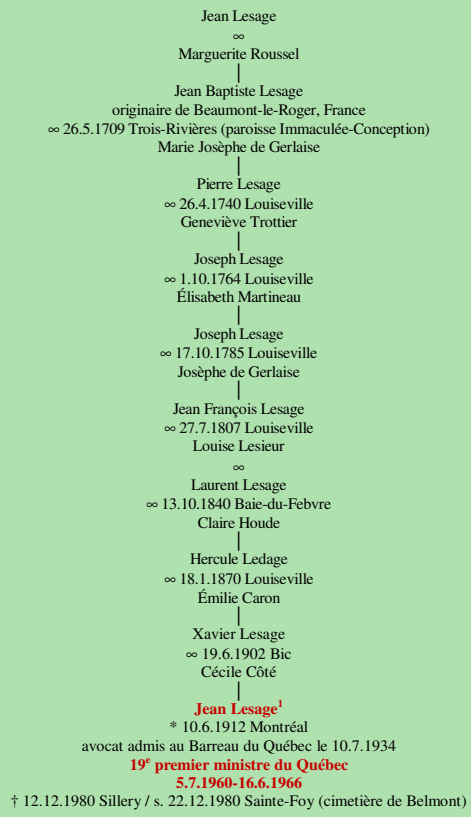 Jean Lesage
∞
Marguerite Roussel
Jean Baptiste Lesage
originaire de Beaumont-le-Roger, France
∞ 26.5.1709 Trois-Rivières (paroisse Immaculée-Conception)
Marie Josèphe de Gerlaise
Pierre Lesage
∞ 26.4.1740 Louiseville
Geneviève Trottier
Joseph Lesage
∞ 1.10.1764 Louiseville
Élisabeth Martineau
Joseph Lesage
∞ 17.10.1785 Louiseville
Josèphe de Gerlaise
Jean François Lesage
∞ 27.7.1807 Louiseville
Louise Lesieur
∞
Laurent Lesage
∞ 13.10.1840 Baie-du-Febvre
Claire Houde
Hercule Ledage
∞ 18.1.1870 Louiseville
Émilie Caron
Xavier Lesage
∞ 19.6.1902 Bic
Cécile Côté
Jean Lesage¹
* 10.6.1912 Montréal
avocat admis au Barreau du Québec le 10.7.1934
19ᵉ premier ministre du Québec
5.7.1960-16.6.1966
† 12.12.1980 Sillery / s. 22.12.1980 Sainte-Foy (cimetière de Belmont)